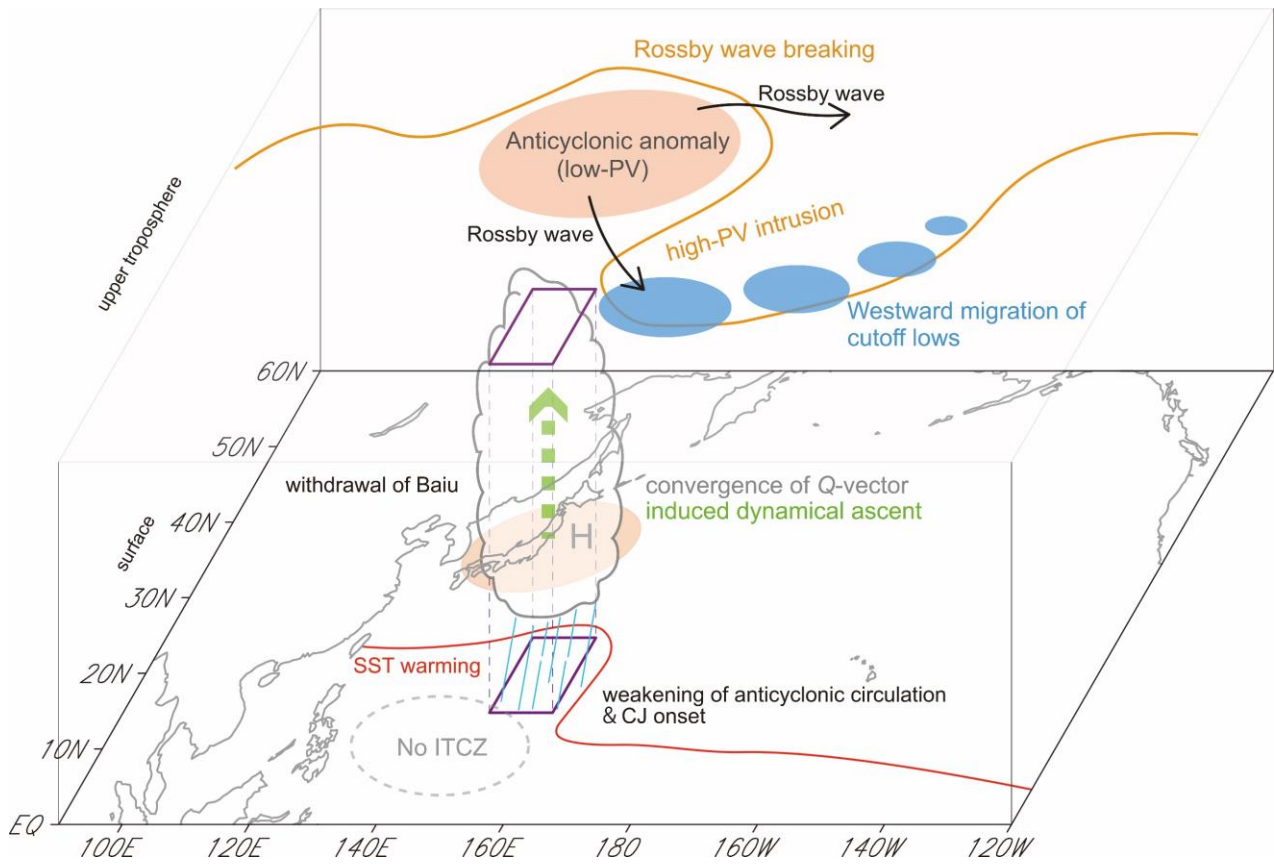 Rossby wave breaking
Rossby wave
Anticyclonic anomaly
(low-PV)
upper troposphere
Rossby wave
high-PV intrusion
Westward migration of
cutoff lows
60N
50N
withdrawal of Baiu
convergence of Q-vector
induced dynamical ascent
40N
surface
H
30N
20N
SST warming
weakening of anticyclonic circulation
& CJ onset
No ITCZ
10N
EQ
100E 120E 140E 160E 180 160W 140W 120W